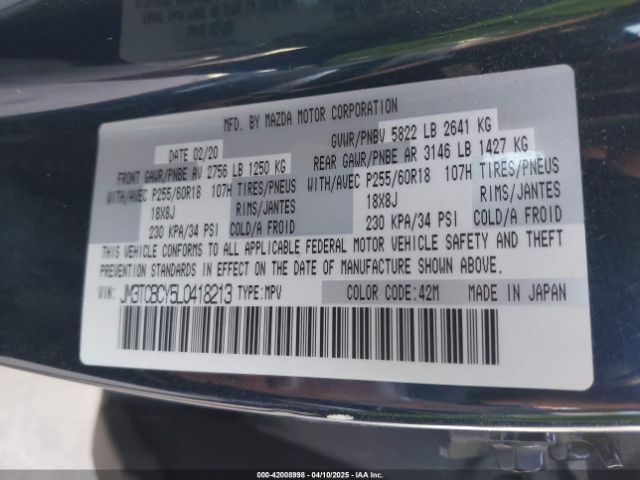 MFD. BY MAZDA MOTOR CORPORATION
DATE 02/20
GVWR/PNBV 5822 LB 2641 KG
FRONT GAWR/PNBE AV 2756 LB 1250 KG
REAR GAWR/PNBE AR 3146 LB 1427 KG
WITH/AVEC P255/60R18 107H TIRES/PNEUS
WITH/AVEC P255/60R18 107H TIRES/PNEUS
18X8J RIMS/JANTES
18X8J RIMS/JANTES
230 KPA/34 PSI COLD/A FROID
230 KPA/34 PSI COLD/A FROID
THIS VEHICLE CONFORMS TO ALL APPLICABLE FEDERAL MOTOR VEHICLE SAFETY AND THEFT
PREVENTION STANDARDS IN EFFECT ON THE DATE OF MANUFACTURE SHOWN ABOVE.
VIN: JM3TCBCY5L0418213 TYPE:MPV COLOR CODE:42M MADE IN JAPAN
000-42008998 - 04/10/2025 - IAAI.COM